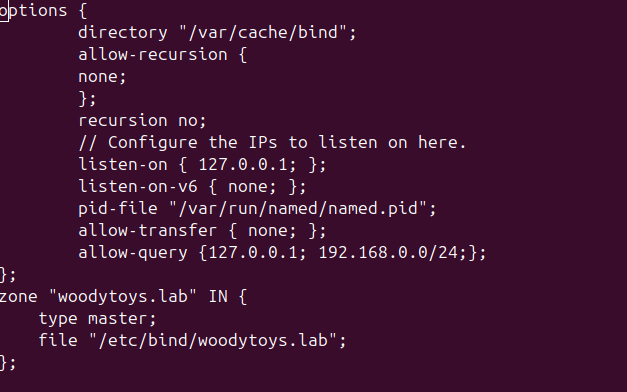 options {
        directory "/var/cache/bind";
        allow-recursion {
        none;
        };
        recursion no;
        // Configure the IPs to listen on here.
        listen-on { 127.0.0.1; };
        listen-on-v6 { none; };
        pid-file "/var/run/named/named.pid";
        allow-transfer { none; };
        allow-query {127.0.0.1; 192.168.0.0/24;};
};
zone "woodytoys.lab" IN {
    type master;
    file "/etc/bind/woodytoys.lab";
};